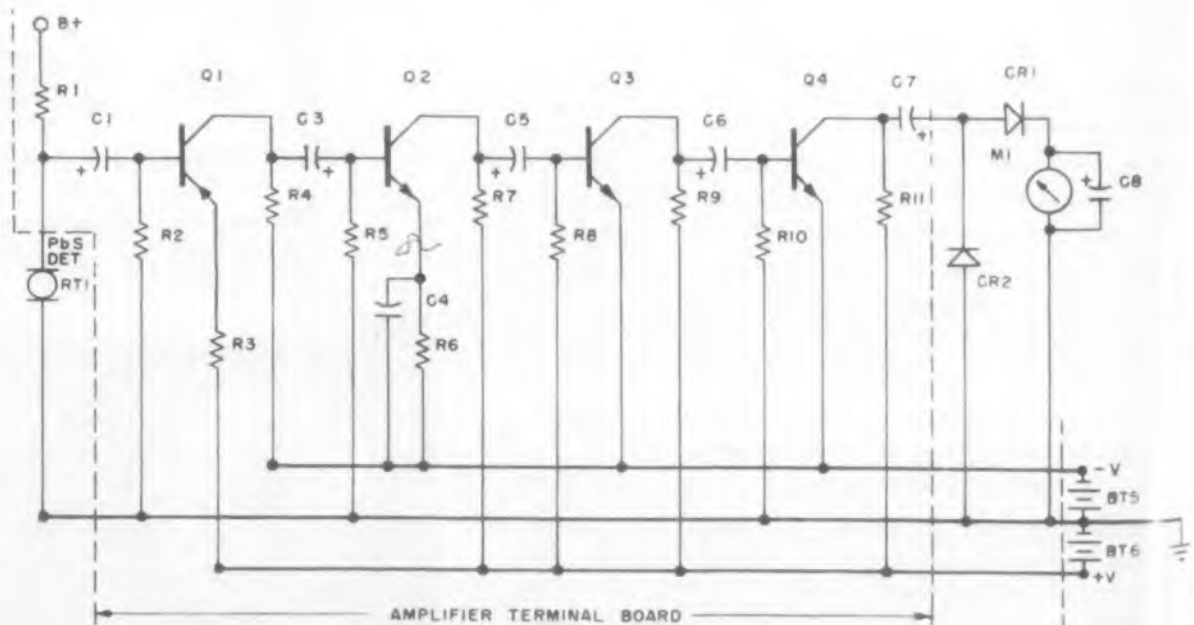 B+
R1
Q1
Q2
Q3
Q4
C7
CR1
C1
C3
C5
C6
M1
C8
R2
R4
R5
R7
R8
R9
R10
R11
PbS
DET
RT1
C4
CR2
R3
R6
-V
BT5
BT6
+V
AMPLIFIER TERMINAL BOARD